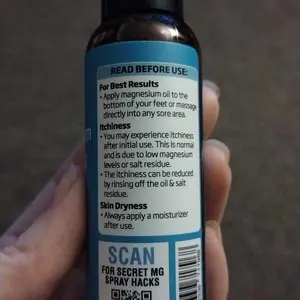 READ BEFORE USE:
For Best Results
• Apply magnesium oil to the
bottom of your feet or massage
directly into any sore area.
Itchiness
• You may experience itchiness
after initial use. This is normal
and is due to low magnesium
levels or salt residue.
• The itchiness can be reduced
by rinsing off the oil & salt
residue.
Skin Dryness
• Always apply a moisturizer
after use.
SCAN
FOR SECRET MG
SPRAY HACKS